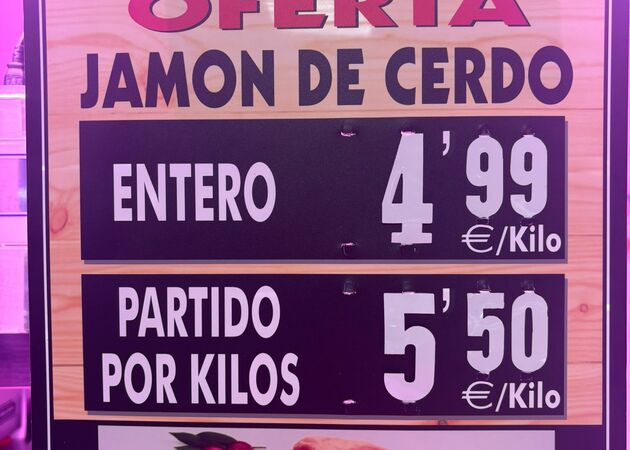 OFERTA
JAMON DE CERDO
ENTERO 4'99 €/Kilo
PARTIDO
POR KILOS 5'50 €/Kilo